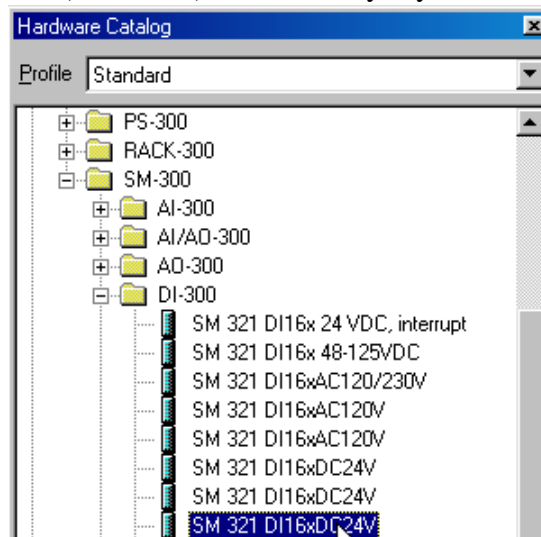 Hardware Catalog
Profile Standard
PS-300
RACK-300
SM-300
AI-300
AI/AO-300
AO-300
DI-300
SM 321 DI16x 24 VDC, interrupt
SM 321 DI16x 48-125VDC
SM 321 DI16xAC120/230V
SM 321 DI16xAC120V
SM 321 DI16xAC120V
SM 321 DI16xDC24V
SM 321 DI16xDC24V
SM 321 DI16xDC24V